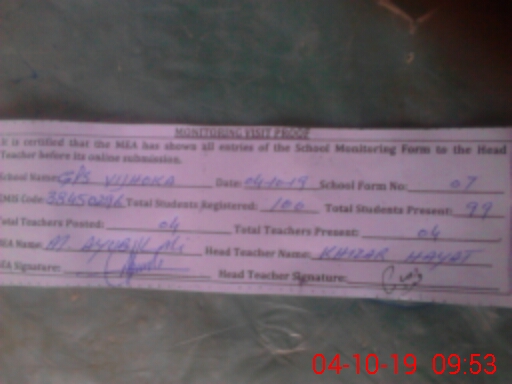 MONITORING VISIT PROOF
It is certified that the MEA has shown all entries of the School Monitoring Form to the Head
Teacher before its online submission.
School Name: GPS VIJHOKA Date: 04-10-19 School Form No: 07
EMIS Code: Total Students Registered: 100 Total Students Present: 99
Total Teachers Posted: 04 Total Teachers Present: 04
MEA Name: M. AYUB Head Teacher Name: KHIZAR HAYAT
MEA Signature: Head Teacher Signature:
04-10-19 09:53